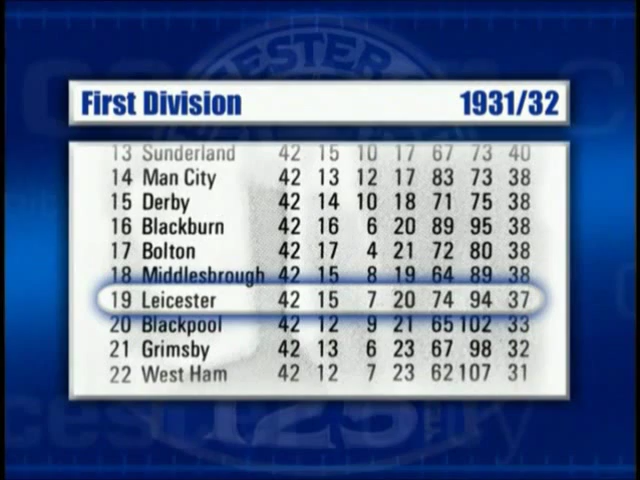 First Division 1931/32
13 Sunderland 42 15 10 17 67 73 40
14 Man City 42 13 12 17 83 73 38
15 Derby 42 14 10 18 71 75 38
16 Blackburn 42 16 6 20 89 95 38
17 Bolton 42 17 4 21 72 80 38
18 Middlesbrough 42 15 8 19 64 89 38
19 Leicester 42 15 7 20 74 94 37
20 Blackpool 42 12 9 21 65 102 33
21 Grimsby 42 13 6 23 67 98 32
22 West Ham 42 12 7 23 62 107 31
125